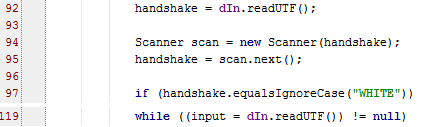 92 handshake = dIn.readUTF();
93
94 Scanner scan = new Scanner(handshake);
95 handshake = scan.next();
96
97 if (handshake.equalsIgnoreCase("WHITE"))
119 while ((input = dIn.readUTF()) != null)